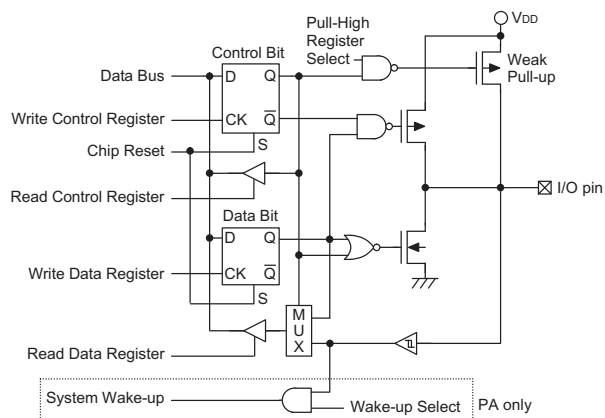 Pull-High
Register
Select
VDD
Control Bit
Weak
Pull-up
Data Bus
D
Q
Write Control Register
CK
Q
S
Chip Reset
Read Control Register
I/O pin
Data Bit
D
Q
Write Data Register
CK
Q
S
M
U
X
Read Data Register
System Wake-up
Wake-up Select
PA only